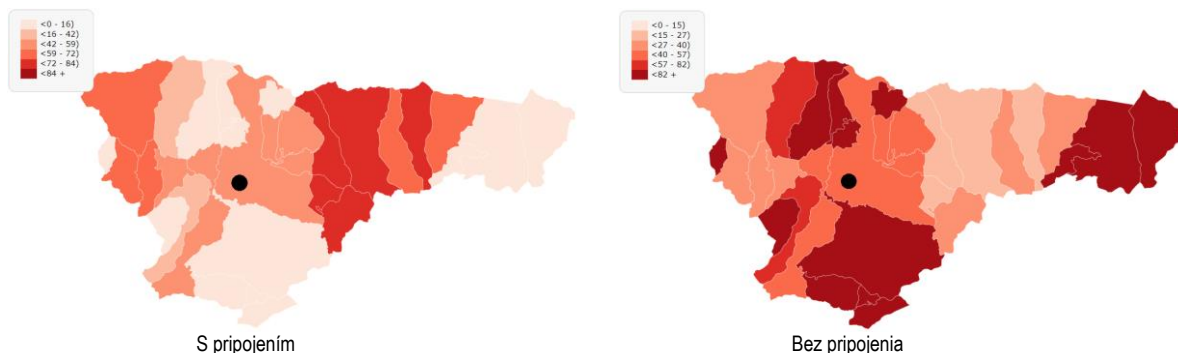 <0 - 16)
<16 - 42)
<42 - 59)
<59 - 72)
<72 - 84)
<84 +
<0 - 15)
<15 - 27)
<27 - 40)
<40 - 57)
<57 - 82)
<82 +
S pripojením
Bez pripojenia